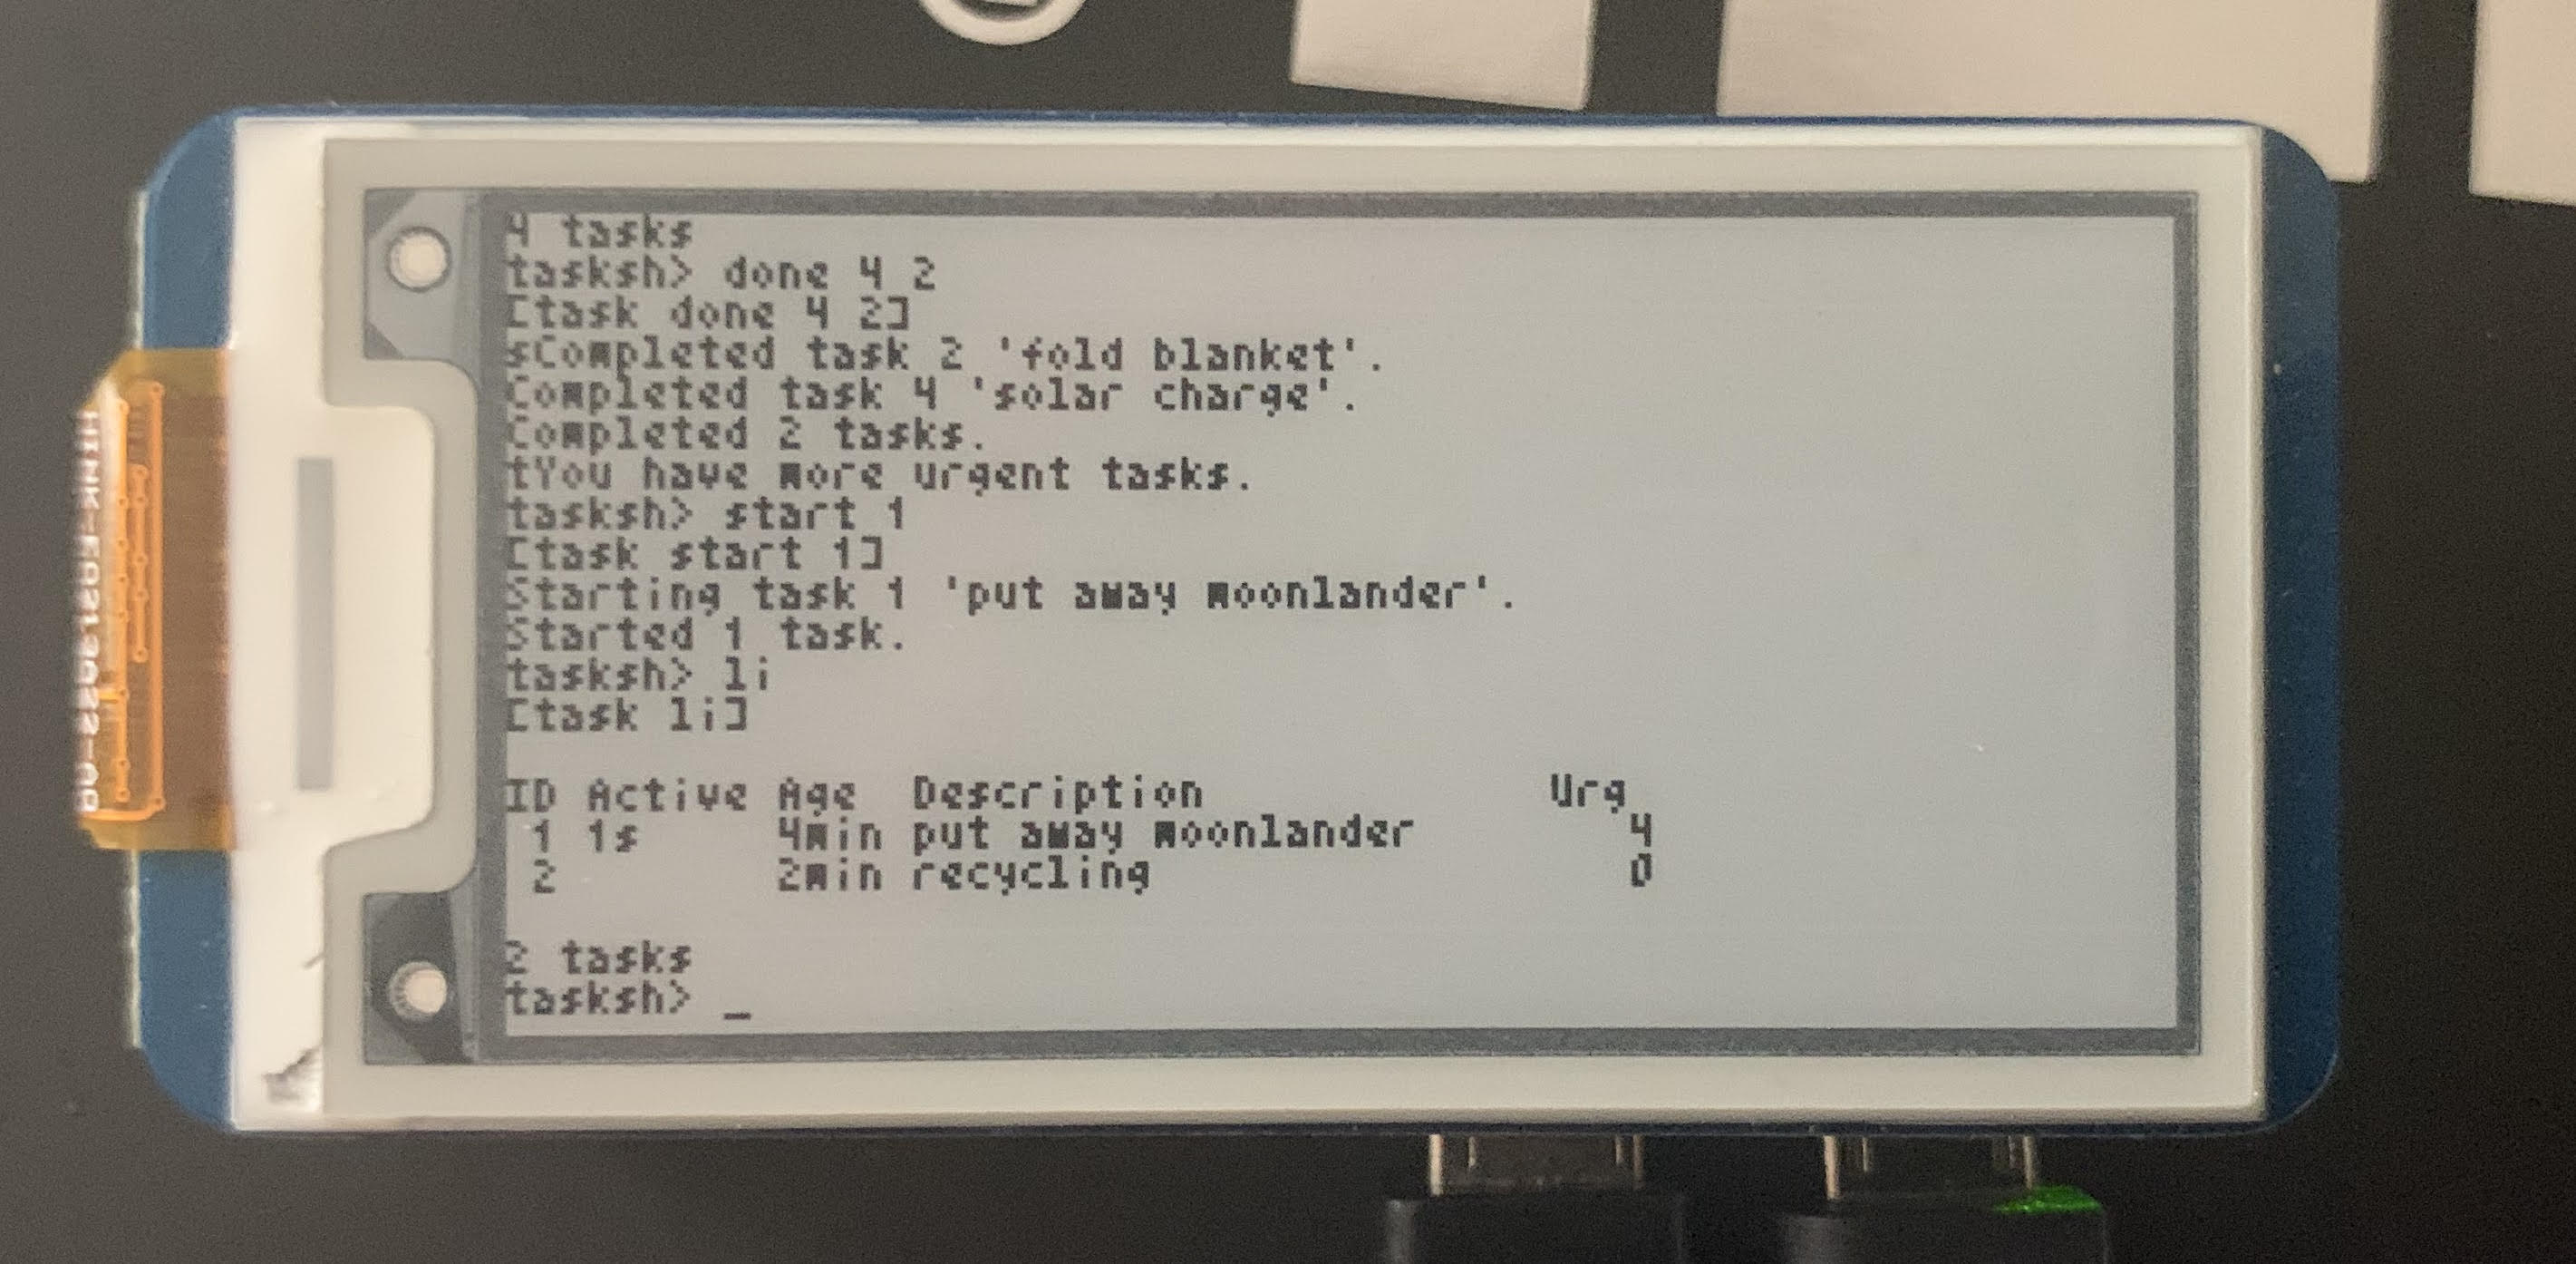 4 tasks
tasksh> done 4 2
[task done 4 2]
sCompleted task 2 'fold blanket'.
Completed task 4 'solar charge'.
Completed 2 tasks.
tYou have more urgent tasks.
tasksh> start 1
[task start 1]
Starting task 1 'put away moonlander'.
Started 1 task.
tasksh> li
[task li]
ID Active Age Description Urg
1 1s 4min put away moonlander 4
2 2min recycling 0
2 tasks
tasksh> _